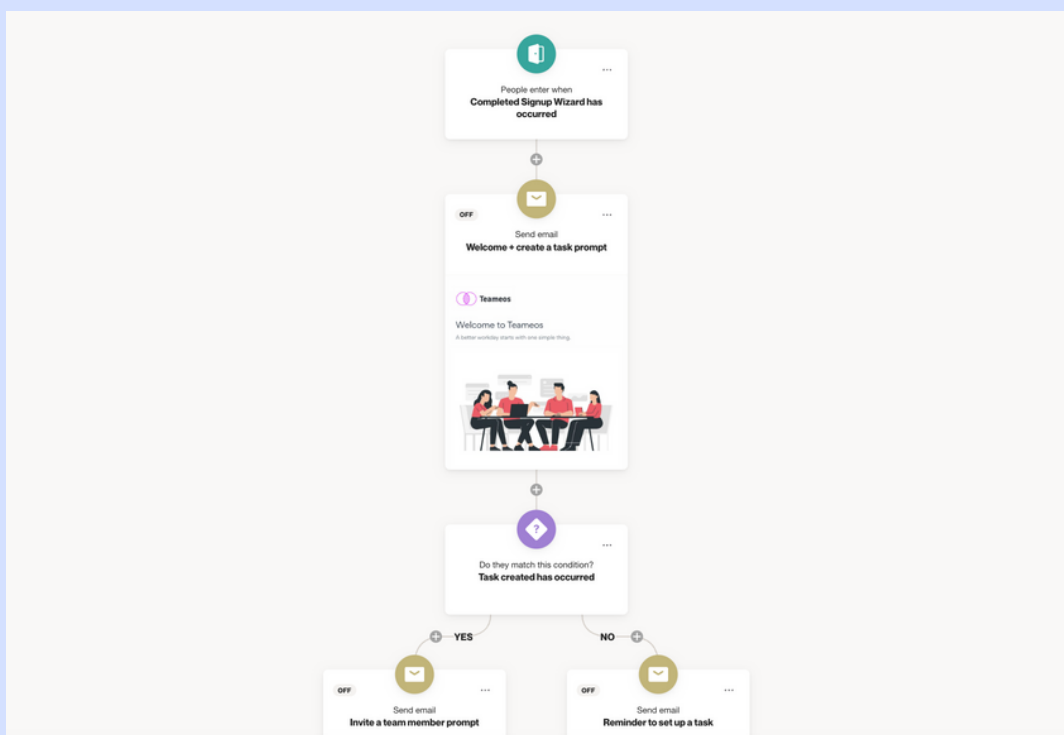 People enter when
Completed Signup Wizard has
occurred
OFF
Send email
Welcome + create a task prompt
Teameos
Welcome to Teameos
A better workday starts with one simple thing.
?
Do they match this condition?
Task created has occurred
YES
NO
OFF
Send email
Invite a team member prompt
OFF
Send email
Reminder to set up a task